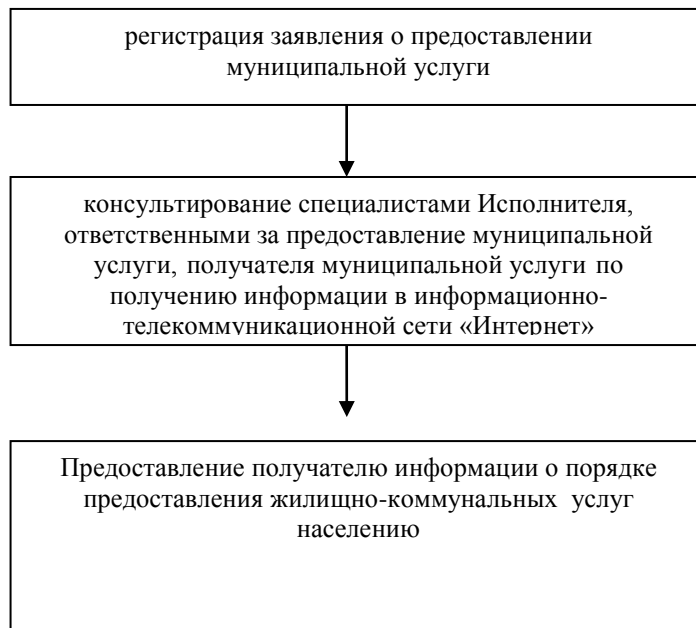 регистрация заявления о предоставлении
муниципальной услуги
консультирование специалистами Исполнителя,
ответственными за предоставление муниципальной
услуги, получателя муниципальной услуги по
получению информации в информационно-
телекоммуникационной сети «Интернет»
Предоставление получателю информации о порядке
предоставления жилищно-коммунальных услуг
населению